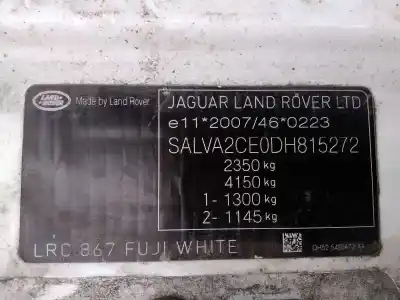 LAND ROVER
Made by Land Rover
JAGUAR LAND ROVER LTD
e11*2007/46*0223
SALVA2CE0DH815272
2350 kg
4150 kg
1- 1300 kg
2- 1145 kg
LRC 867 FUJI WHITE